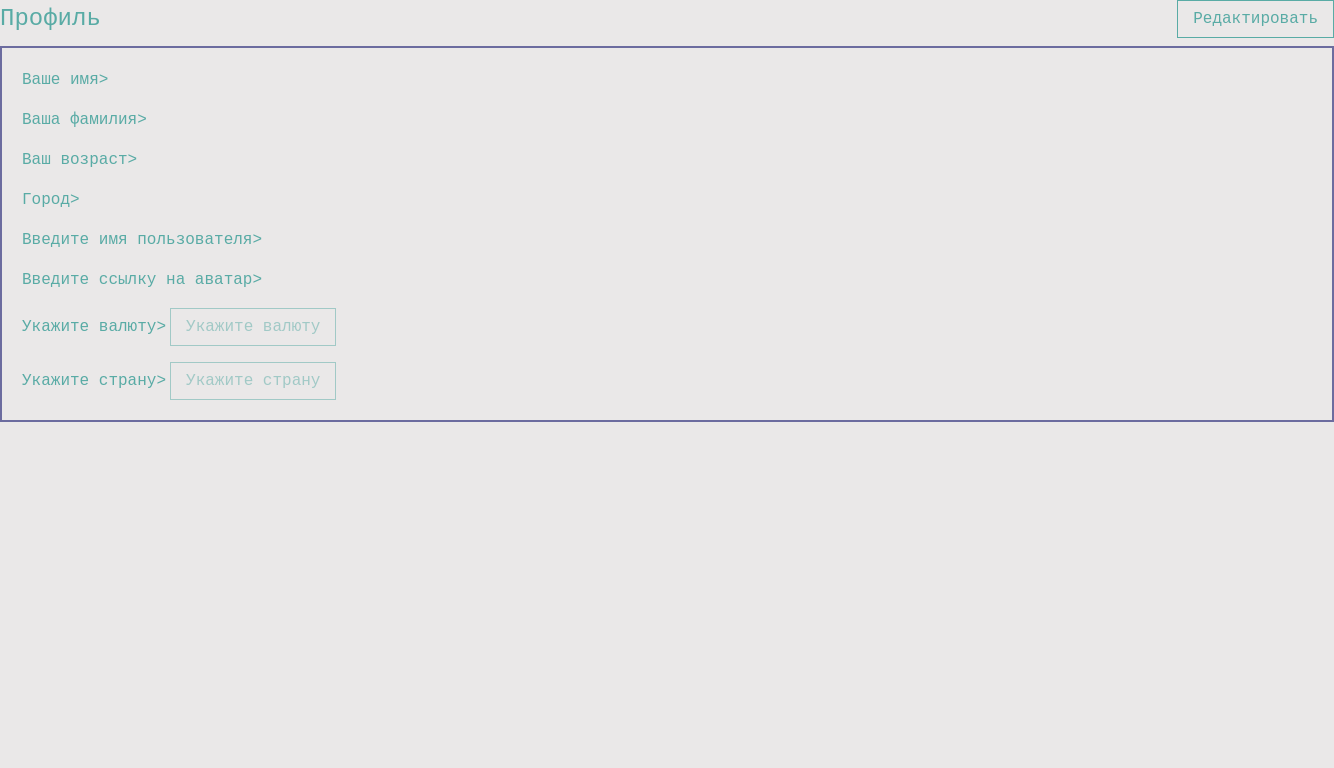 Профиль
Редактировать
Ваше имя>
Ваша фамилия>
Ваш возраст>
Город>
Введите имя пользователя>
Введите ссылку на аватар>
Укажите валюту> Укажите валюту
Укажите страну> Укажите страну